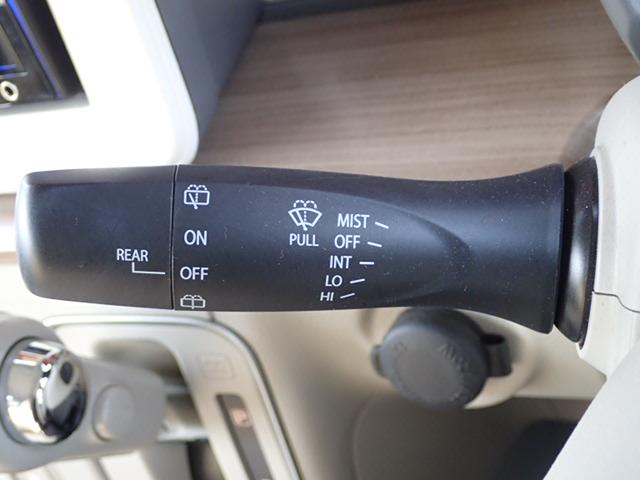 ON
REAR
OFF
PULL
MIST
OFF
INT
LO
HI